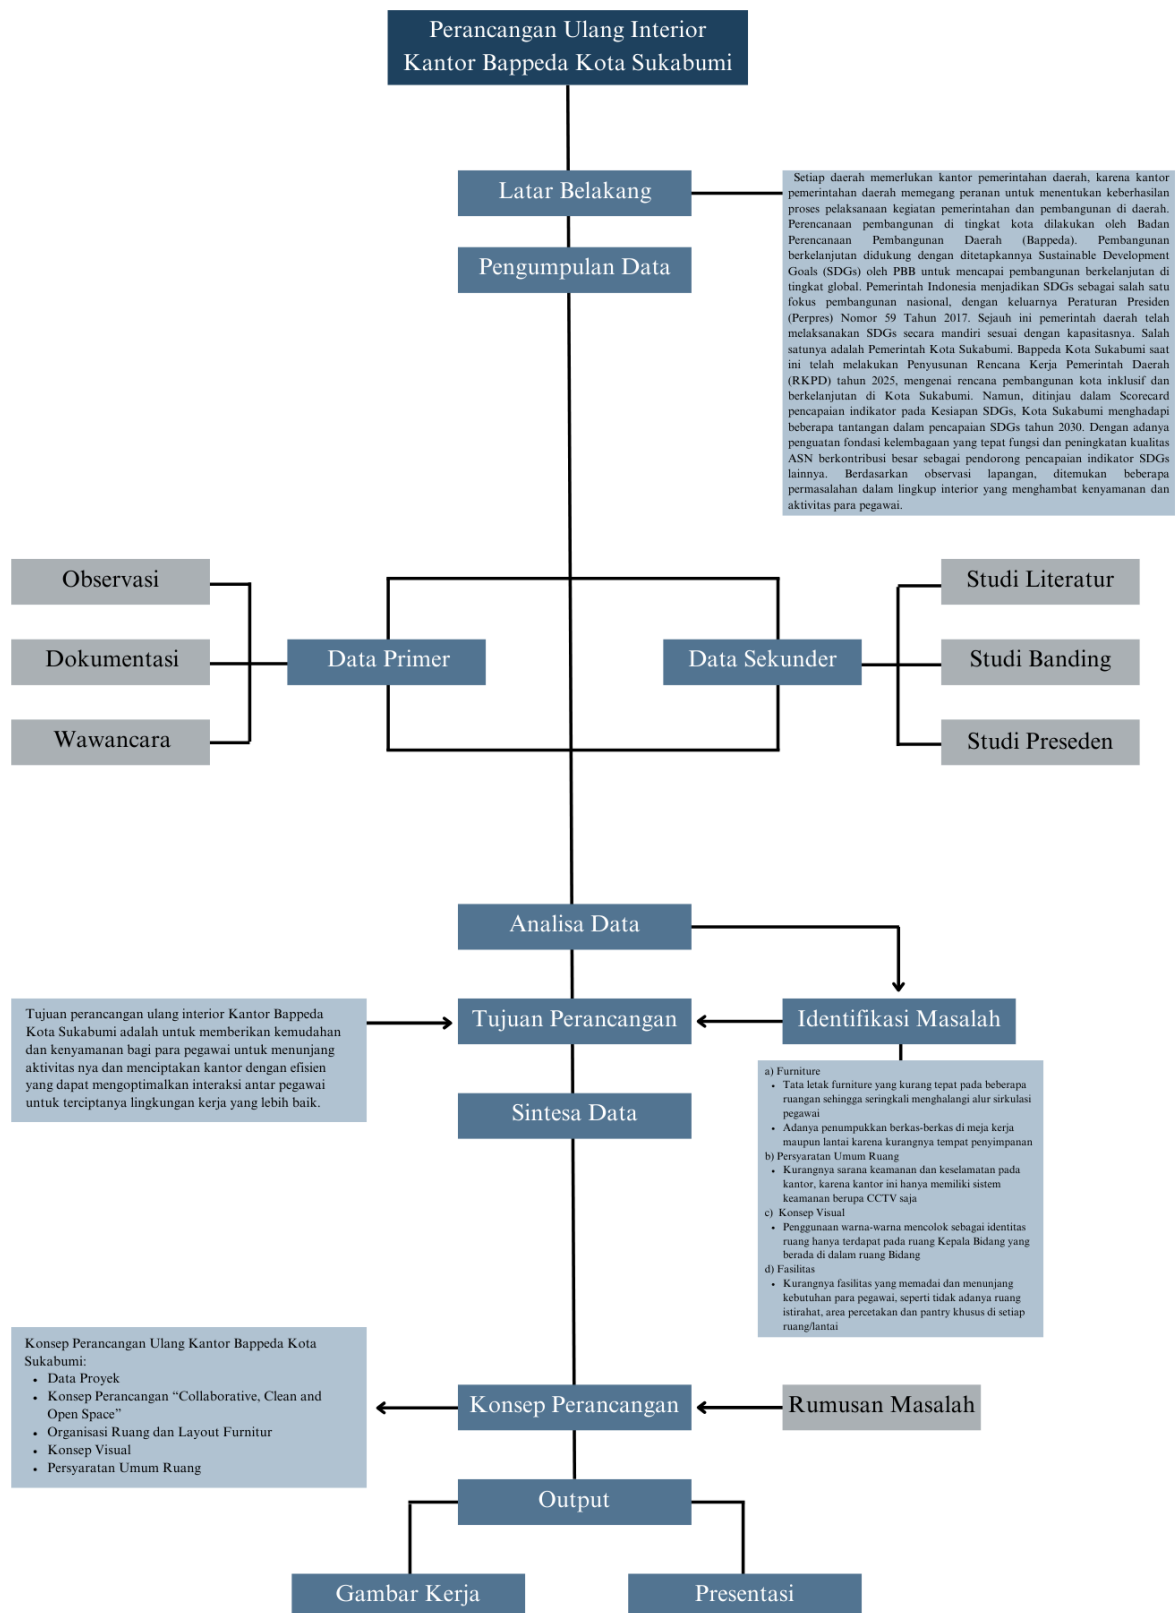 Perancangan Ulang Interior
Kantor Bappeda Kota Sukabumi
Latar Belakang
Setiap daerah memerlukan kantor pemerintahan daerah, karena kantor
pemerintahan daerah memegang peranan untuk menentukan keberhasilan
proses pelaksanaan kegiatan pemerintahan dan pembangunan di daerah.
Perencanaan pembangunan di tingkat kota dilakukan oleh Badan
Perencanaan Pembangunan Daerah (Bappeda). Pembangunan
berkelanjutan didukung dengan ditetapkannya Sustainable Development
Goals (SDGs) oleh PBB untuk mencapai pembangunan berkelanjutan di
tingkat global. Pemerintah Indonesia menjadikan SDGs sebagai salah satu
fokus pembangunan nasional, dengan keluarnya Peraturan Presiden
(Perpres) Nomor 59 Tahun 2017. Sejauh ini pemerintah daerah telah
melaksanakan SDGs secara mandiri sesuai dengan kapasitasnya. Salah
satunya adalah Pemerintah Kota Sukabumi. Bappeda Kota Sukabumi saat
ini telah melakukan Penyusunan Rencana Kerja Pemerintah Daerah
(RKPD) tahun 2025, mengenai rencana pembangunan kota inklusif dan
berkelanjutan di Kota Sukabumi. Namun, ditinjau dalam Scorecard
pencapaian indikator pada Kesiapan SDGs, Kota Sukabumi menghadapi
beberapa tantangan dalam pencapaian SDGs tahun 2030. Dengan adanya
penguatan fondasi kelembagaan yang tepat fungsi dan peningkatan kualitas
ASN berkontribusi besar sebagai pendorong pencapaian indikator SDGs
lainnya. Berdasarkan observasi lapangan, ditemukan beberapa
permasalahan dalam lingkup interior yang menghambat kenyamanan dan
aktivitas para pegawai.
Pengumpulan Data
Observasi
Dokumentasi
Wawancara
Data Primer
Data Sekunder
Studi Literatur
Studi Banding
Studi Preseden
Analisa Data
Tujuan perancangan ulang interior Kantor Bappeda
Kota Sukabumi adalah untuk memberikan kemudahan
dan kenyamanan bagi para pegawai untuk menunjang
aktivitas nya dan menciptakan kantor dengan efisien
yang dapat mengoptimalkan interaksi antar pegawai
untuk terciptanya lingkungan kerja yang lebih baik.
Tujuan Perancangan
Identifikasi Masalah
a) Furniture
• Tata letak furniture yang kurang tepat pada beberapa
ruangan sehingga seringkali menghalangi alur sirkulasi
pegawai
• Adanya penumpukkan berkas-berkas di meja kerja
maupun lantai karena kurangnya tempat penyimpanan
b) Persyaratan Umum Ruang
• Kurangnya sarana keamanan dan keselamatan pada
kantor, karena kantor ini hanya memiliki sistem
keamanan berupa CCTV saja
c) Konsep Visual
• Penggunaan warna-warna mencolok sebagai identitas
ruang hanya terdapat pada ruang Kepala Bidang yang
berada di dalam ruang Bidang
d) Fasilitas
• Kurangnya fasilitas yang memadai dan menunjang
kebutuhan para pegawai, seperti tidak adanya ruang
istirahat, area percetakan dan pantry khusus di setiap
ruang/lantai
Sintesa Data
Konsep Perancangan Ulang Kantor Bappeda Kota
Sukabumi:
• Data Proyek
• Konsep Perancangan “Collaborative, Clean and
Open Space”
• Organisasi Ruang dan Layout Furnitur
• Konsep Visual
• Persyaratan Umum Ruang
Konsep Perancangan
Rumusan Masalah
Output
Gambar Kerja
Presentasi